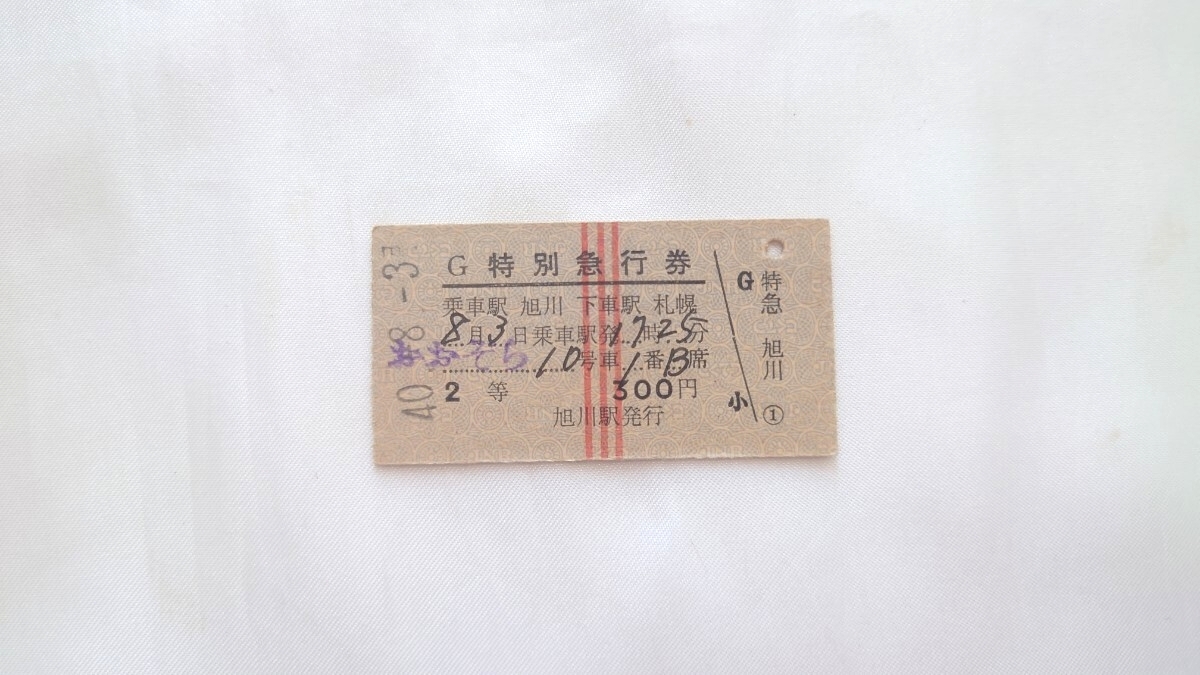 G 特別急行券
乗車駅 旭川 下車駅 札幌
8月3日乗車駅発17時25分
おおぞら 10号車1番B席
2 等 300円
旭川駅発行
40 8 -3
G 特急 旭川
小 ①